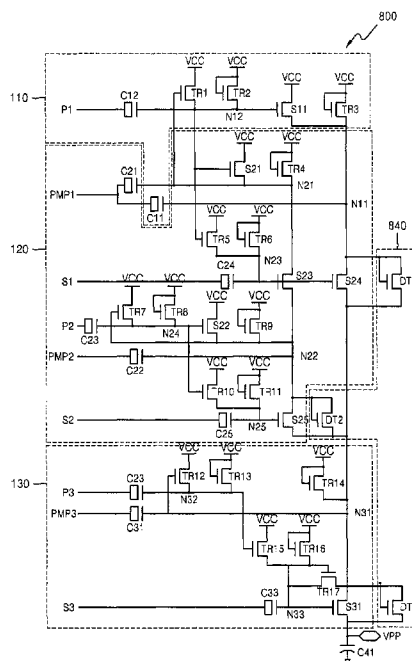 800
VCC VCC
VCC VCC
110
C12 TR1 TR2
P1 N12 S11 TR3
VCC VCC
C21 S21 TR4
PMP1 N21 N11
C11 VCC VCC
840
120
TR5 TR6
N23
C24
S1 S23 S24
VCC VCC
TR7 TR8 VCC VCC
P2
C23 N24 S22 TR9
PMP2 N22
C22
VCC VCC
TR10 TR11
S2 N25 S25 DT2
C25
VCC VCC VCC
130
C23 TR12 TR13 TR14
P3 N32
PMP3 N31
C31 VCC VCC
TR15 TR16
TR17
C33
S3 S31
N33
VPP
C41